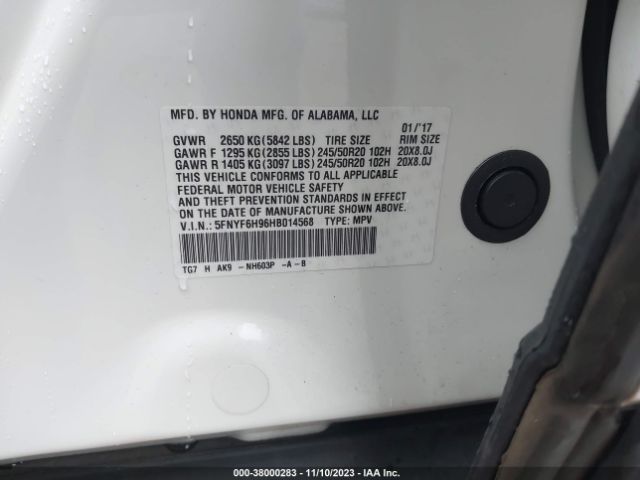 MFD. BY HONDA MFG. OF ALABAMA, LLC
01/'17
GVWR 2650 KG (5842 LBS) TIRE SIZE RIM SIZE
GAWR F 1295 KG (2855 LBS) 245/50R20 102H 20X8.0J
GAWR R 1405 KG (3097 LBS) 245/50R20 102H 20X8.0J
THIS VEHICLE CONFORMS TO ALL APPLICABLE
FEDERAL MOTOR VEHICLE SAFETY
AND THEFT PREVENTION STANDARDS IN EFFECT
ON THE DATE OF MANUFACTURE SHOWN ABOVE.
V.I.N.: 5FNYF6H96HB014568 TYPE: MPV
TG7 H AK9 -NH603P -A -B
000-38000283 - 11/10/2023 - IAA Inc.